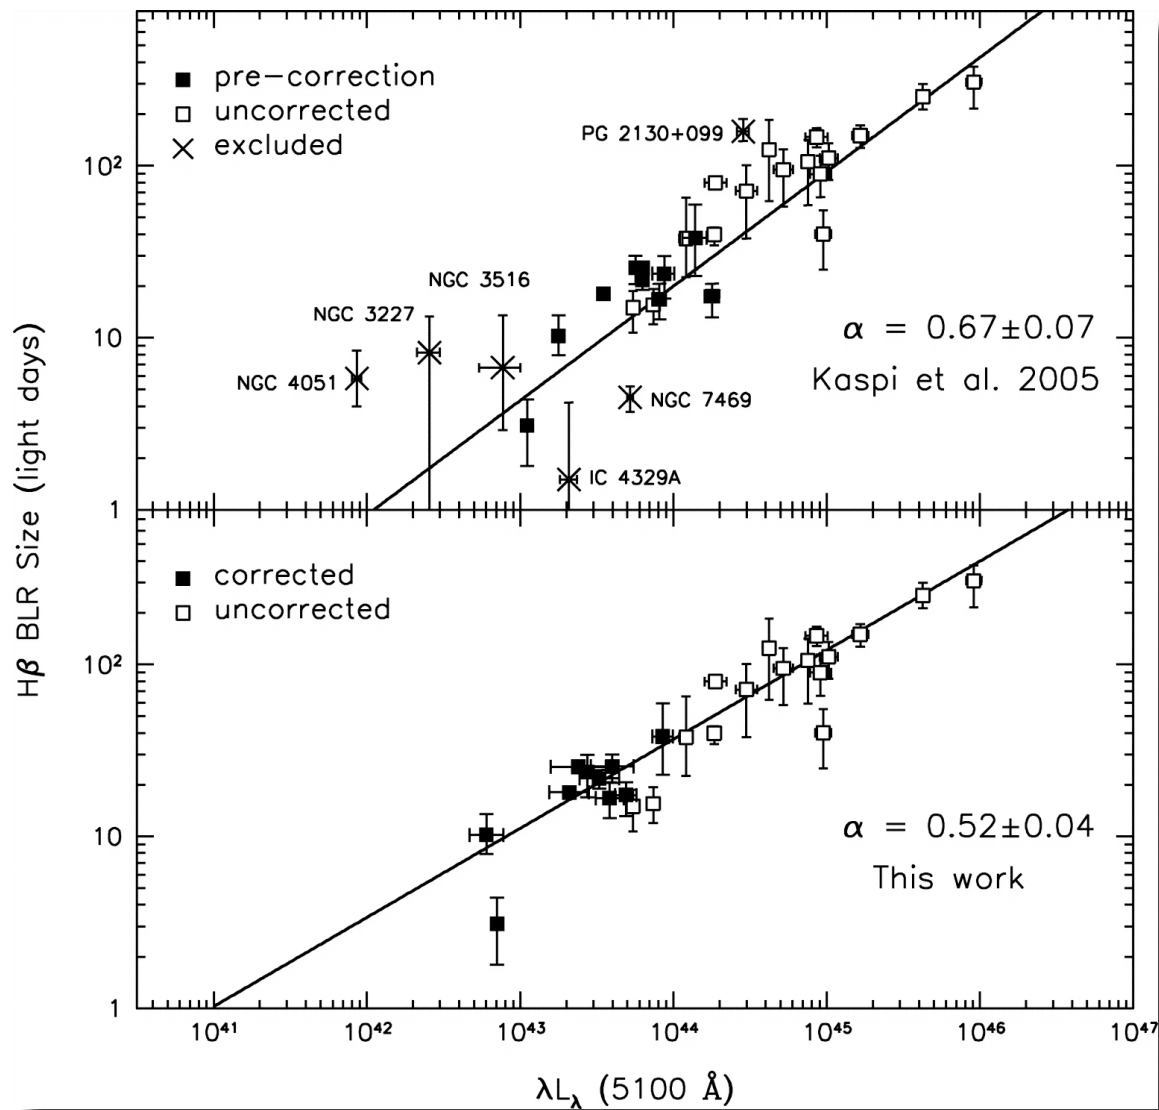 pre-correction
uncorrected
excluded
PG 2130+099
NGC 3516
NGC 3227
NGC 4051
NGC 7469
IC 4329A
α = 0.67±0.07
Kaspi et al. 2005
10²
10
1
Hβ BLR Size (light days)
corrected
uncorrected
α = 0.52±0.04
This work
10²
10
1
10⁴¹ 10⁴² 10⁴³ 10⁴⁴ 10⁴⁵ 10⁴⁶ 10⁴⁷
λL_λ (5100 Å)